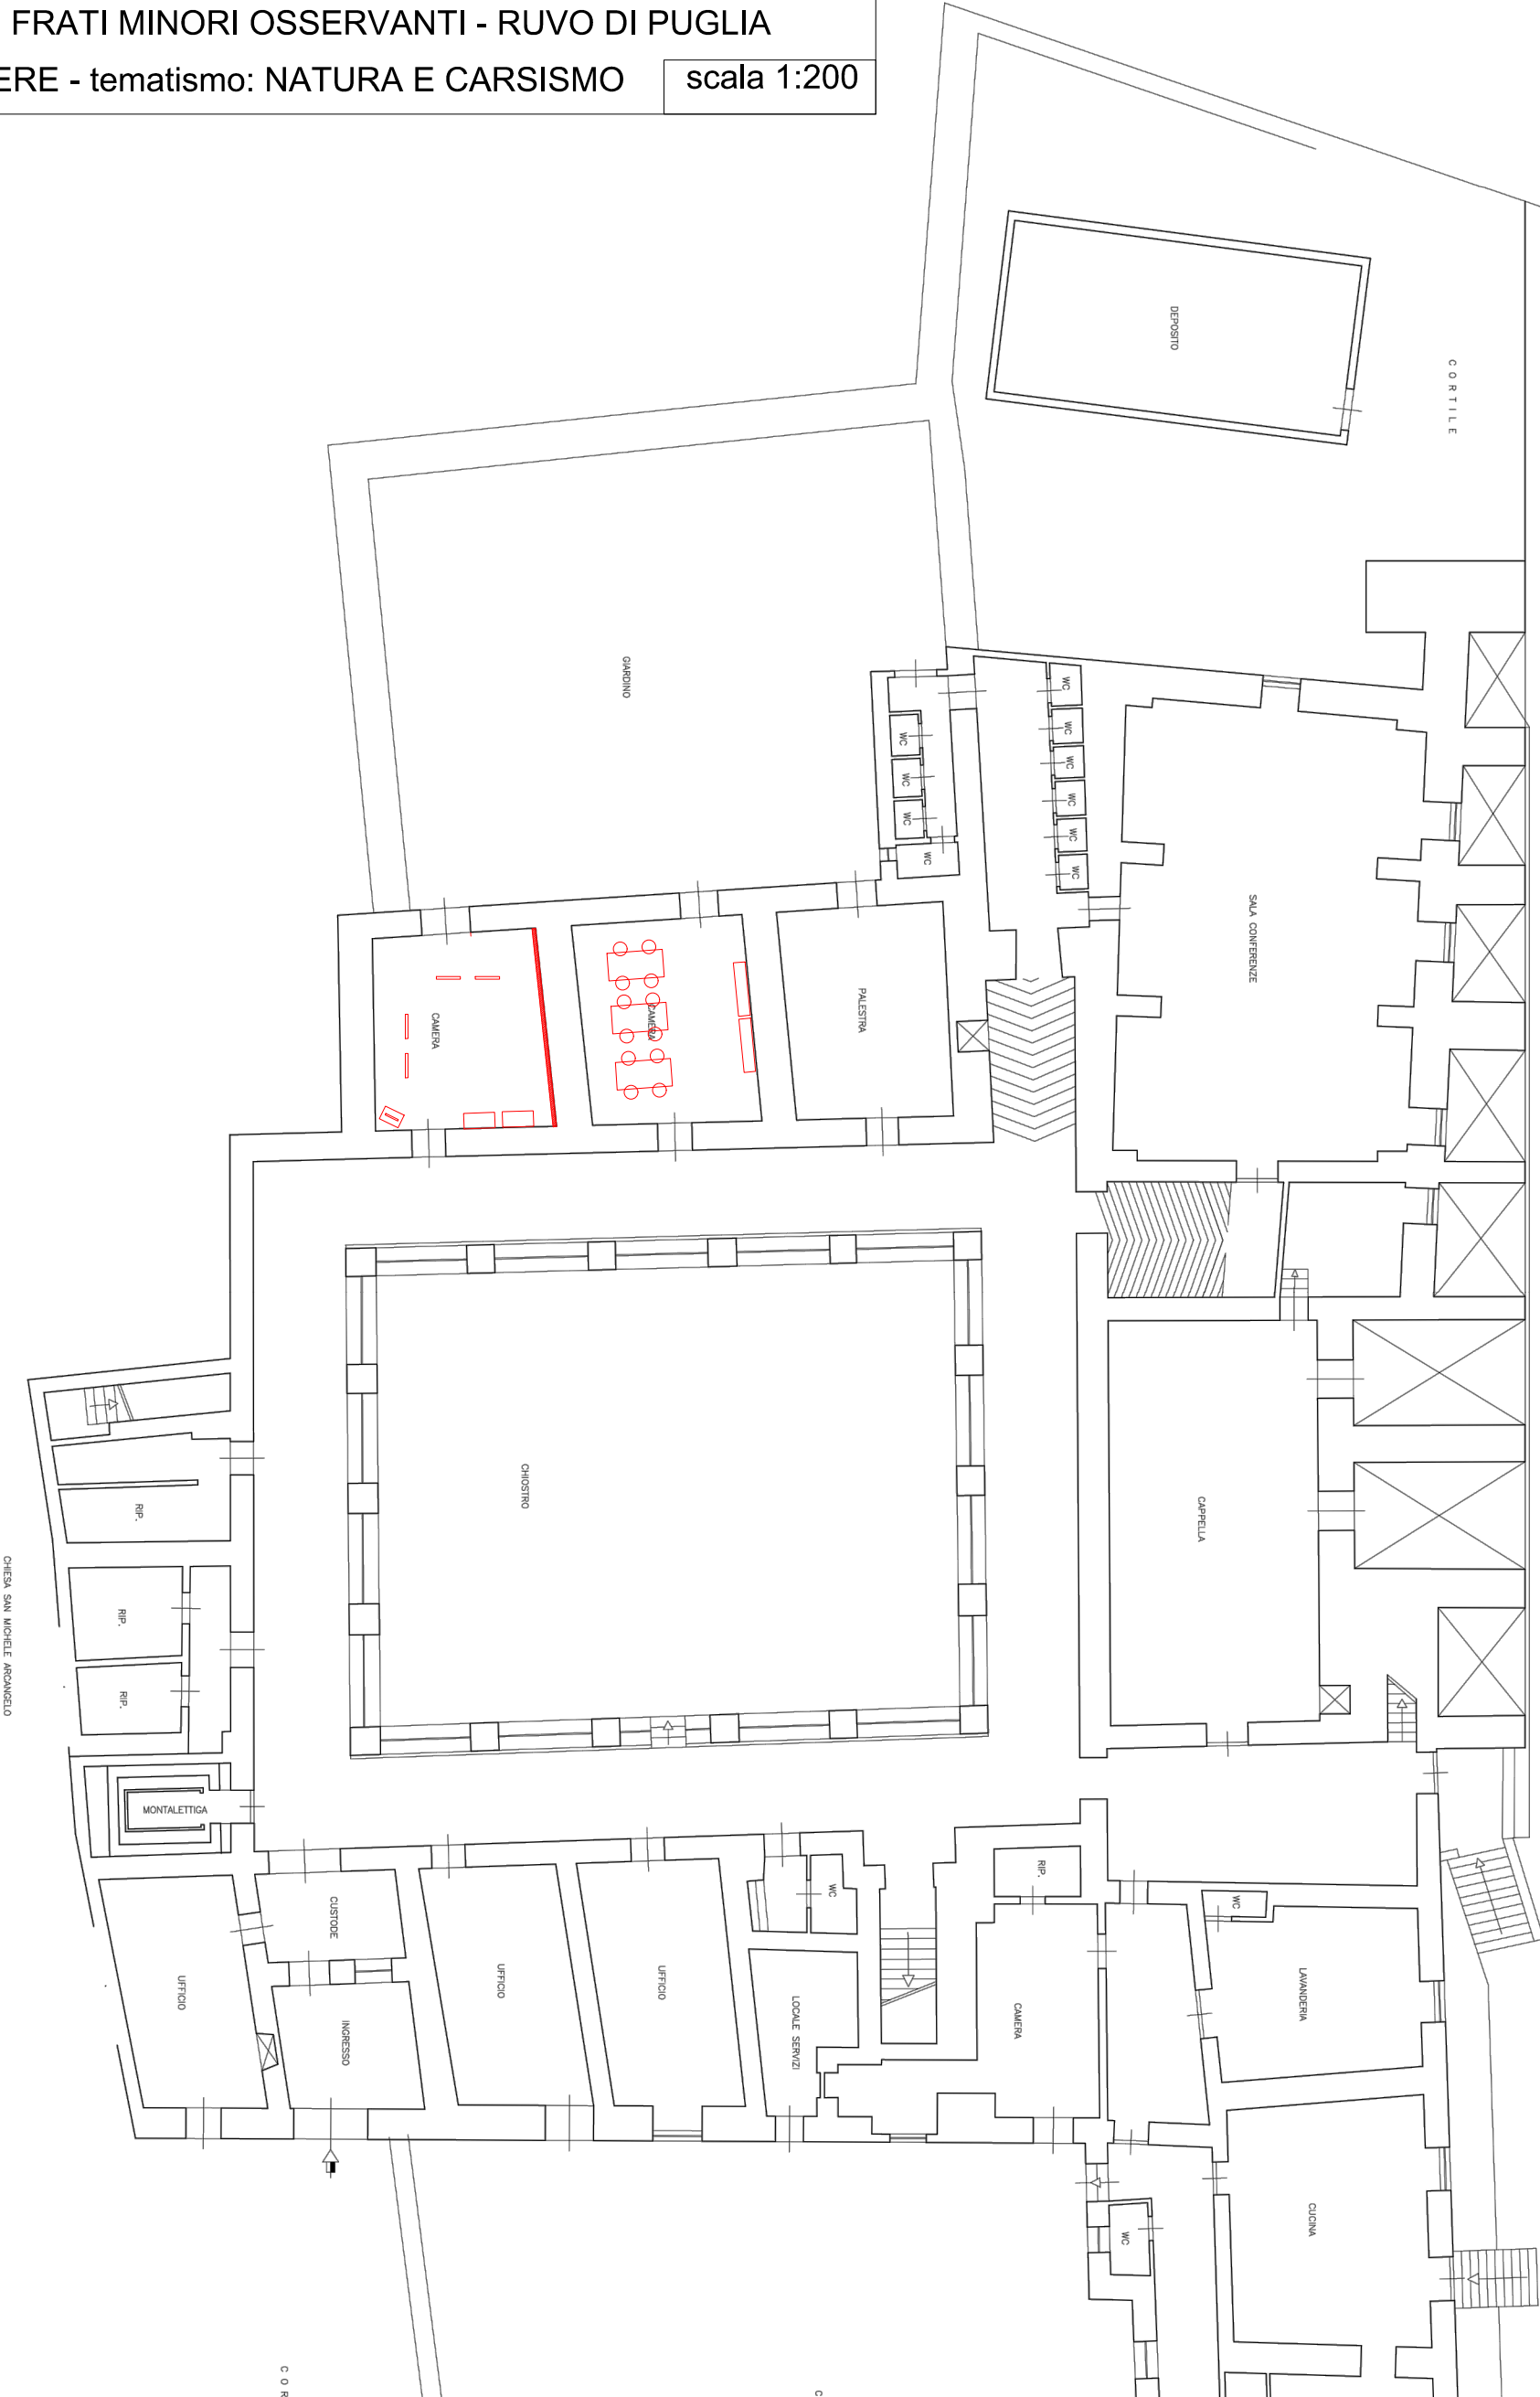 FRATI MINORI OSSERVANTI - RUVO DI PUGLIA
ERE - tematismo: NATURA E CARSISMO
scala 1:200
DEPOSITO
CORTILE
GIARDINO
WC
WC
WC
WC
WC
WC
WC
WC
WC
WC
SALA CONFERENZE
CAMERA
CAMERA
PALESTRA
CHIOSTRO
CAPPELLA
RIP.
RIP.
RIP.
CHIESA SAN MICHELE ARCANGELO
MONTALETTIGA
UFFICIO
CUSTODE
INGRESSO
UFFICIO
UFFICIO
WC
LOCALE SERVIZI
RIP.
CAMERA
WC
LAVANDERIA
CUCINA
WC
COR
C